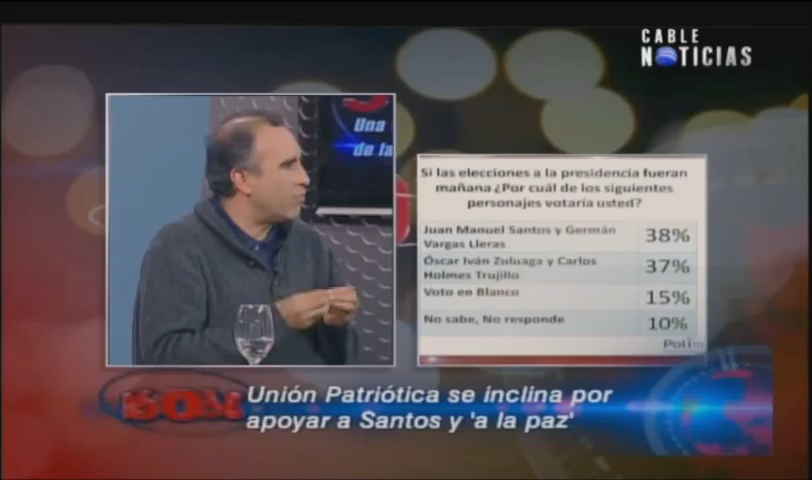 CABLE
NOTICIAS
Una
de la
Si las elecciones a la presidencia fueran
mañana ¿Por cuál de los siguientes
personajes votaría usted?
Juan Manuel Santos y Germán
Vargas Lleras
38%
Óscar Iván Zuluaga y Carlos
Holmes Trujillo
37%
Voto en Blanco
15%
No sabe, No responde
10%
Unión Patriótica se inclina por
apoyar a Santos y 'a la paz'